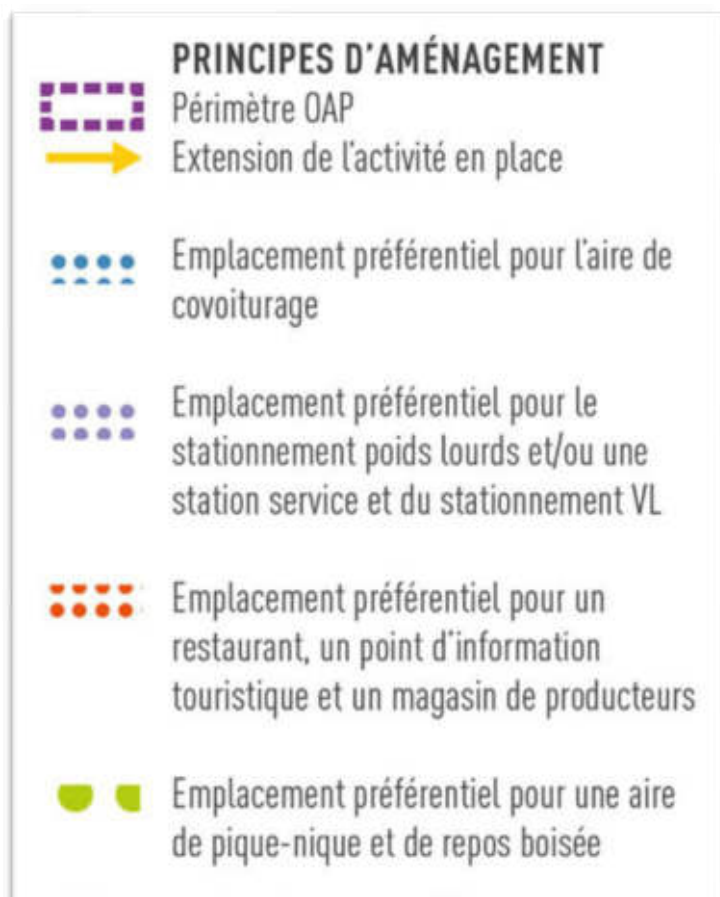 PRINCIPES D'AMÉNAGEMENT
Périmètre OAP
Extension de l'activité en place
Emplacement préférentiel pour l'aire de
covoiturage
Emplacement préférentiel pour le
stationnement poids lourds et/ou une
station service et du stationnement VL
Emplacement préférentiel pour un
restaurant, un point d'information
touristique et un magasin de producteurs
Emplacement préférentiel pour une aire
de pique-nique et de repos boisée